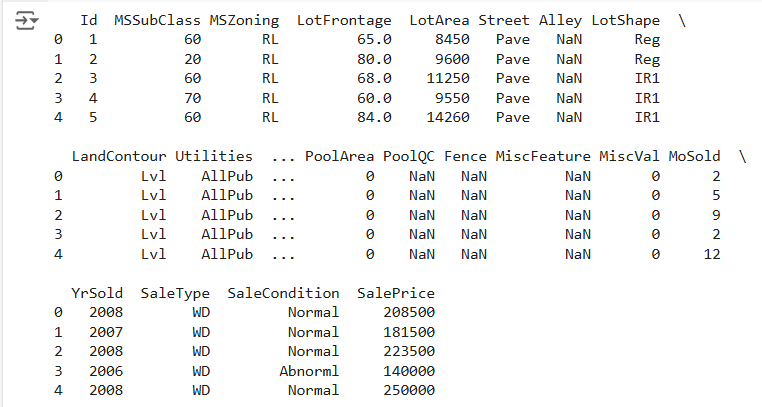 Id  MSSubClass MSZoning  LotFrontage  LotArea Street Alley LotShape  \
0   1          60       RL         65.0     8450   Pave   NaN      Reg
1   2          20       RL         80.0     9600   Pave   NaN      Reg
2   3          60       RL         68.0    11250   Pave   NaN      IR1
3   4          70       RL         60.0     9550   Pave   NaN      IR1
4   5          60       RL         84.0    14260   Pave   NaN      IR1
  LandContour Utilities  ... PoolArea PoolQC Fence MiscFeature MiscVal MoSold  \
0         Lvl    AllPub  ...        0    NaN   NaN         NaN       0      2
1         Lvl    AllPub  ...        0    NaN   NaN         NaN       0      5
2         Lvl    AllPub  ...        0    NaN   NaN         NaN       0      9
3         Lvl    AllPub  ...        0    NaN   NaN         NaN       0      2
4         Lvl    AllPub  ...        0    NaN   NaN         NaN       0     12
  YrSold  SaleType  SaleCondition  SalePrice
0   2008        WD         Normal     208500
1   2007        WD         Normal     181500
2   2008        WD         Normal     223500
3   2006        WD        Abnorml     140000
4   2008        WD         Normal     250000